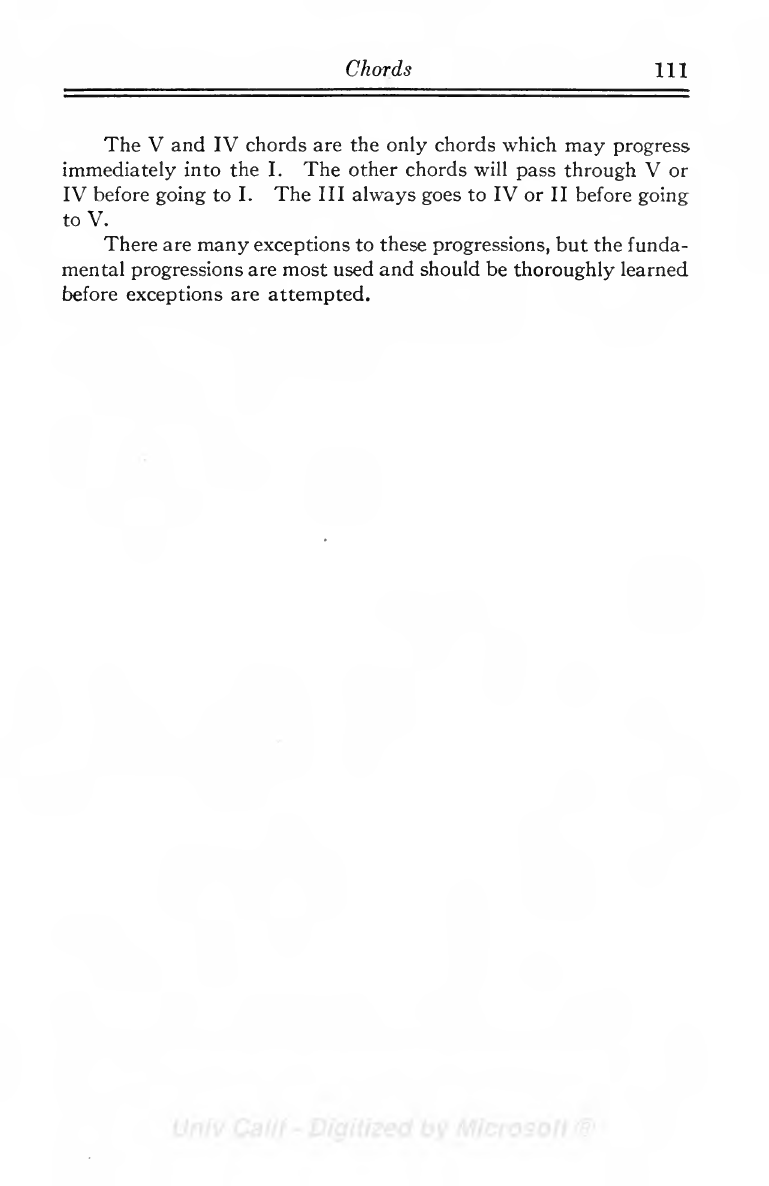 Chords 111
The V and IV chords are the only chords which may progress
immediately into the I. The other chords will pass through V or
IV before going to I. The III always goes to IV or II before going
to V.
There are many exceptions to these progressions, but the funda-
mental progressions are most used and should be thoroughly learned
before exceptions are attempted.
Univ Calif - Digitized by Microsoft ®